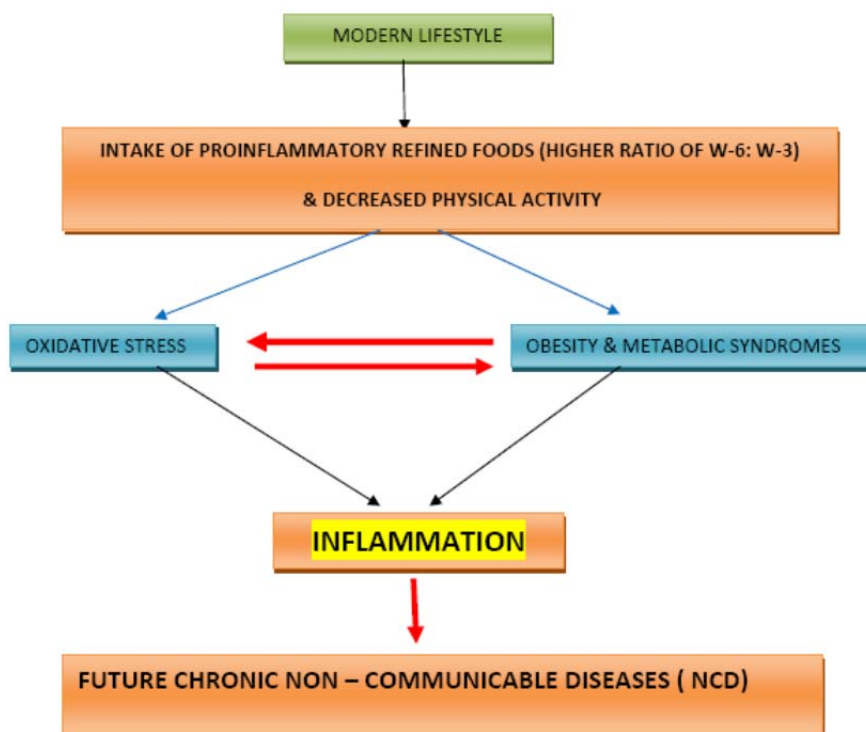 MODERN LIFESTYLE
INTAKE OF PROINFLAMMATORY REFINED FOODS (HIGHER RATIO OF W-6: W-3)
& DECREASED PHYSICAL ACTIVITY
OXIDATIVE STRESS
OBESITY & METABOLIC SYNDROMES
INFLAMMATION
FUTURE CHRONIC NON – COMMUNICABLE DISEASES ( NCD)